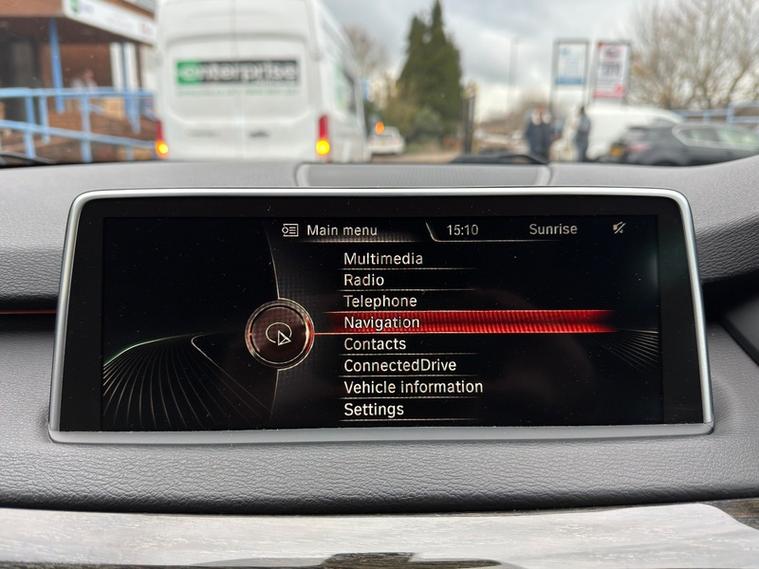 enterprise
Main menu 15:10 Sunrise
Multimedia
Radio
Telephone
Navigation
Contacts
ConnectedDrive
Vehicle information
Settings